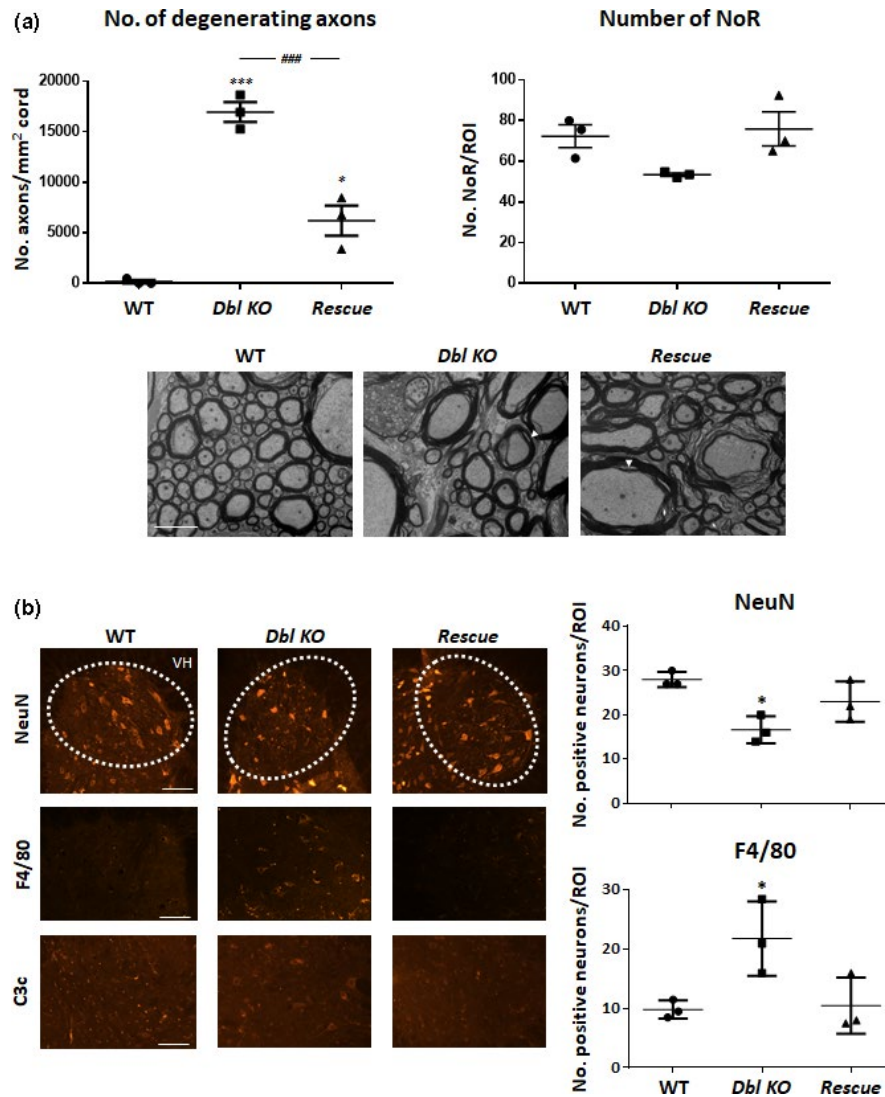 (a)
No. of degenerating axons
Number of NoR
###
***
*
No. axons/mm² cord
20000
15000
10000
5000
0
WT
Dbl KO
Rescue
No. NoR/ROI
100
80
60
40
20
0
WT
Dbl KO
Rescue
WT
Dbl KO
Rescue
(b)
WT
Dbl KO
Rescue
VH
NeuN
F4/80
C3c
NeuN
No. positive neurons/ROI
40
30
20
10
0
*
F4/80
No. positive neurons/ROI
30
20
10
0
*
WT
Dbl KO
Rescue